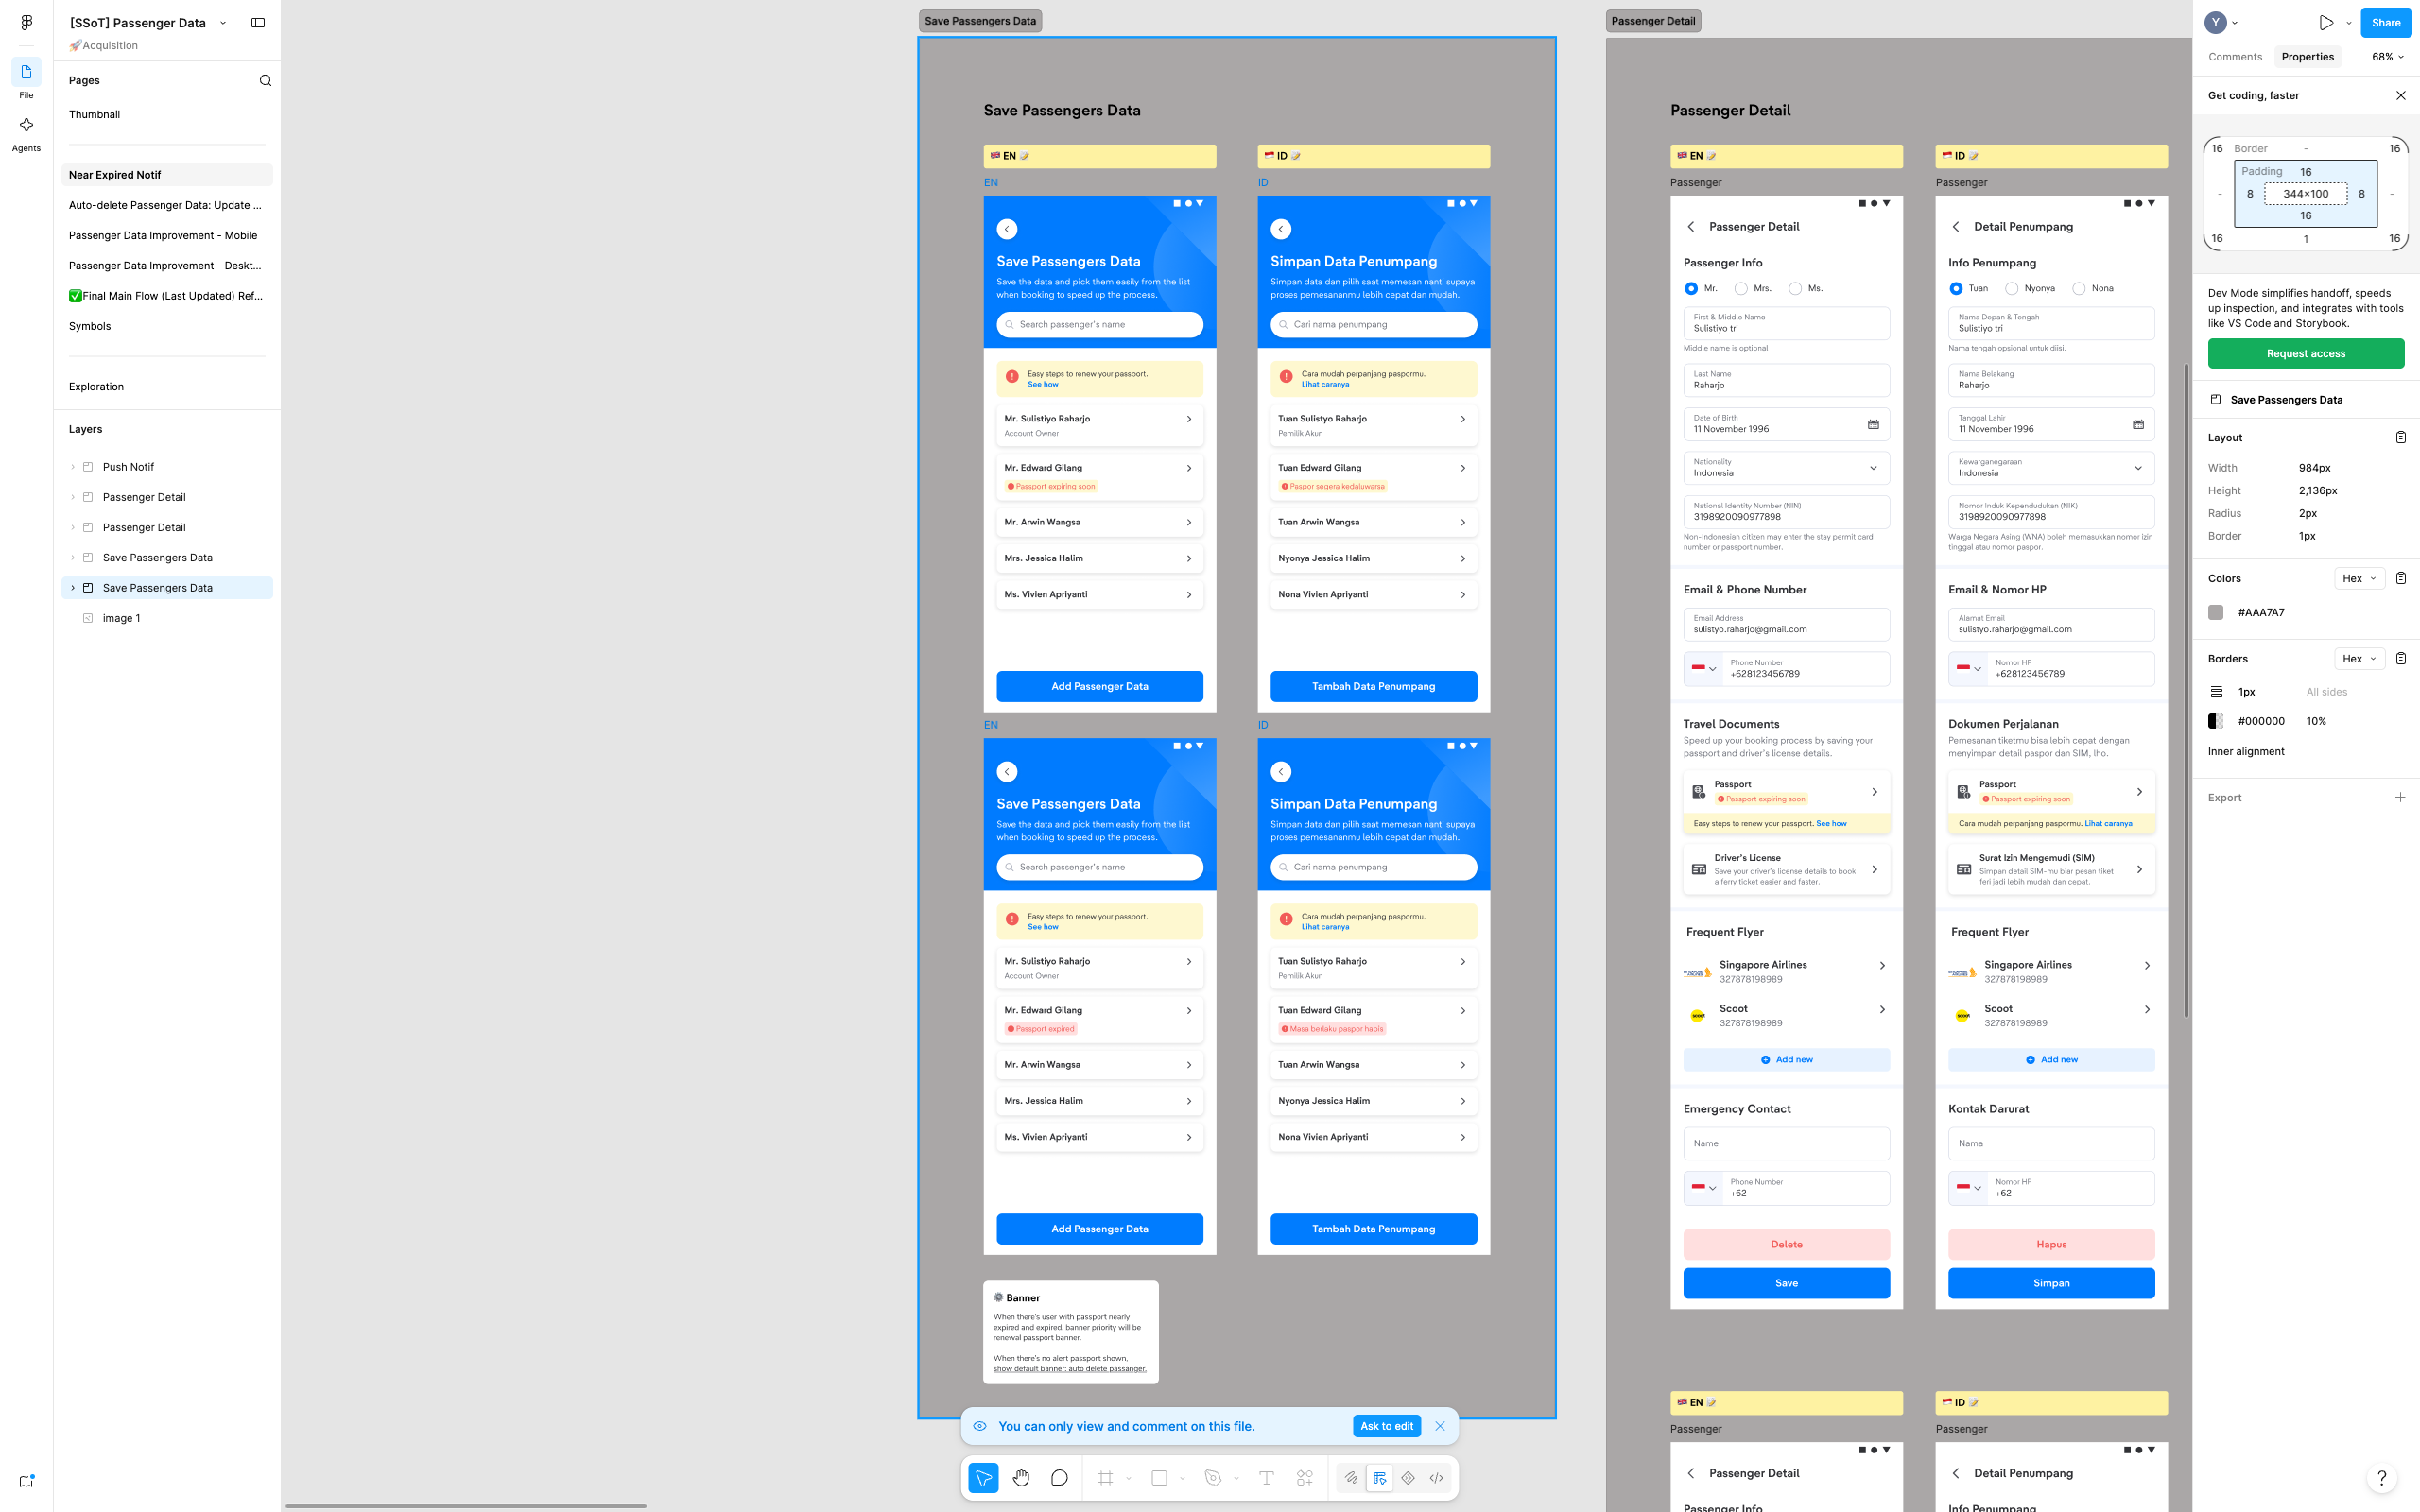 [SSoT] Passenger Data
Acquisition
File
Agents
Pages
Thumbnail
Near Expired Notif
Auto-delete Passenger Data: Update ...
Passenger Data Improvement - Mobile
Passenger Data Improvement - Deskt...
✅Final Main Flow (Last Updated) Ref...
Symbols
Exploration
Layers
Push Notif
Passenger Detail
Passenger Detail
Save Passengers Data
Save Passengers Data
image 1
Save Passengers Data
Save Passengers Data
EN
ID
EN
ID
Save Passengers Data
Save the data and pick them easily from the list
when booking to speed up the process.
Search passenger's name
Easy steps to renew your passport.
See how
Mr. Sulistiyo Raharjo
Account Owner
Mr. Edward Gilang
Passport expiring soon
Mr. Arwin Wangsa
Mrs. Jessica Halim
Ms. Vivien Apriyanti
Add Passenger Data
Simpan Data Penumpang
Simpan data dan pilih saat memesan nanti supaya
proses pemesananmu lebih cepat dan mudah.
Cari nama penumpang
Cara mudah perpanjang paspormu.
Lihat caranya
Tuan Sulistiyo Raharjo
Pemilik Akun
Tuan Edward Gilang
Paspor segera kedaluwarsa
Tuan Arwin Wangsa
Nyonya Jessica Halim
Nona Vivien Apriyanti
Tambah Data Penumpang
EN
ID
Save Passengers Data
Save the data and pick them easily from the list
when booking to speed up the process.
Search passenger's name
Easy steps to renew your passport.
See how
Mr. Sulistiyo Raharjo
Account Owner
Mr. Edward Gilang
Passport expired
Mr. Arwin Wangsa
Mrs. Jessica Halim
Ms. Vivien Apriyanti
Add Passenger Data
Simpan Data Penumpang
Simpan data dan pilih saat memesan nanti supaya
proses pemesananmu lebih cepat dan mudah.
Cari nama penumpang
Cara mudah perpanjang paspormu.
Lihat caranya
Tuan Sulistiyo Raharjo
Pemilik Akun
Tuan Edward Gilang
Masa berlaku paspor habis
Tuan Arwin Wangsa
Nyonya Jessica Halim
Nona Vivien Apriyanti
Tambah Data Penumpang
Banner
When there's user with passport nearly
expired and expired, banner priority will be
renewal passport banner.
When there's no alert passport shown,
show default banner: auto delete passanger.
You can only view and comment on this file.
Ask to edit
Passenger Detail
Passenger Detail
EN
ID
Passenger
Passenger
Passenger Detail
Passenger Info
Mr.
Mrs.
Ms.
First & Middle Name
Sulistiyo tri
Middle name is optional
Last Name
Raharjo
Date of Birth
11 November 1996
Nationality
Indonesia
National Identity Number (NIN)
3198920090977898
Non-Indonesian citizen may enter the stay permit card
number or passport number.
Email & Phone Number
Email Address
sulistyo.raharjo@gmail.com
Phone Number
+628123456789
Travel Documents
Speed up your booking process by saving your
passport and driver's license details.
Passport
Passport expiring soon
Easy steps to renew your passport. See how
Driver's License
Save your driver's license details to book
a ferry ticket easier and faster.
Frequent Flyer
Singapore Airlines
327878198989
Scoot
327878198989
Add new
Emergency Contact
Name
Phone Number
+62
Delete
Save
Detail Penumpang
Info Penumpang
Tuan
Nyonya
Nona
Nama Depan & Tengah
Sulistiyo tri
Nama tengah opsional untuk diisi.
Nama Belakang
Raharjo
Tanggal Lahir
11 November 1996
Kewarganegaraan
Indonesia
Nomor Induk Kependudukan (NIK)
3198920090977898
Warga Negara Asing (WNA) boleh memasukkan nomor izin
tinggal atau nomor paspor.
Email & Nomor HP
Alamat Email
sulistyo.raharjo@gmail.com
Nomor HP
+628123456789
Dokumen Perjalanan
Pemesanan tiketmu bisa lebih cepat dengan
menyimpan detail paspor dan SIM, lho.
Passport
Passport expiring soon
Cara mudah perpanjang paspormu. Lihat caranya
Surat Izin Mengemudi (SIM)
Simpan detail SIM-mu biar pesan tiket
feri jadi lebih mudah dan cepat.
Frequent Flyer
Singapore Airlines
327878198989
Scoot
327878198989
Add new
Kontak Darurat
Nama
Nomor HP
+62
Hapus
Simpan
EN
ID
Passenger
Passenger
Passenger Detail
Detail Penumpang
Passenger Info
Info Penumpang
Y
Share
Comments
Properties
68%
Get coding, faster
16
Border
-
16
Padding
16
-
8
344×100
8
-
16
16
1
16
Dev Mode simplifies handoff, speeds
up inspection, and integrates with tools
like VS Code and Storybook.
Request access
Save Passengers Data
Layout
Width
984px
Height
2,136px
Radius
2px
Border
1px
Colors
Hex
#AAA7A7
Borders
Hex
1px
All sides
#000000
10%
Inner alignment
Export
?